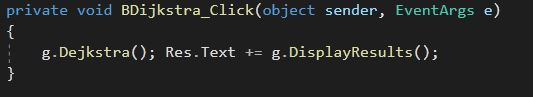 private void BDijkstra_Click(object sender, EventArgs e)
{
g.Dejkstra(); Res.Text += g.DisplayResults();
}